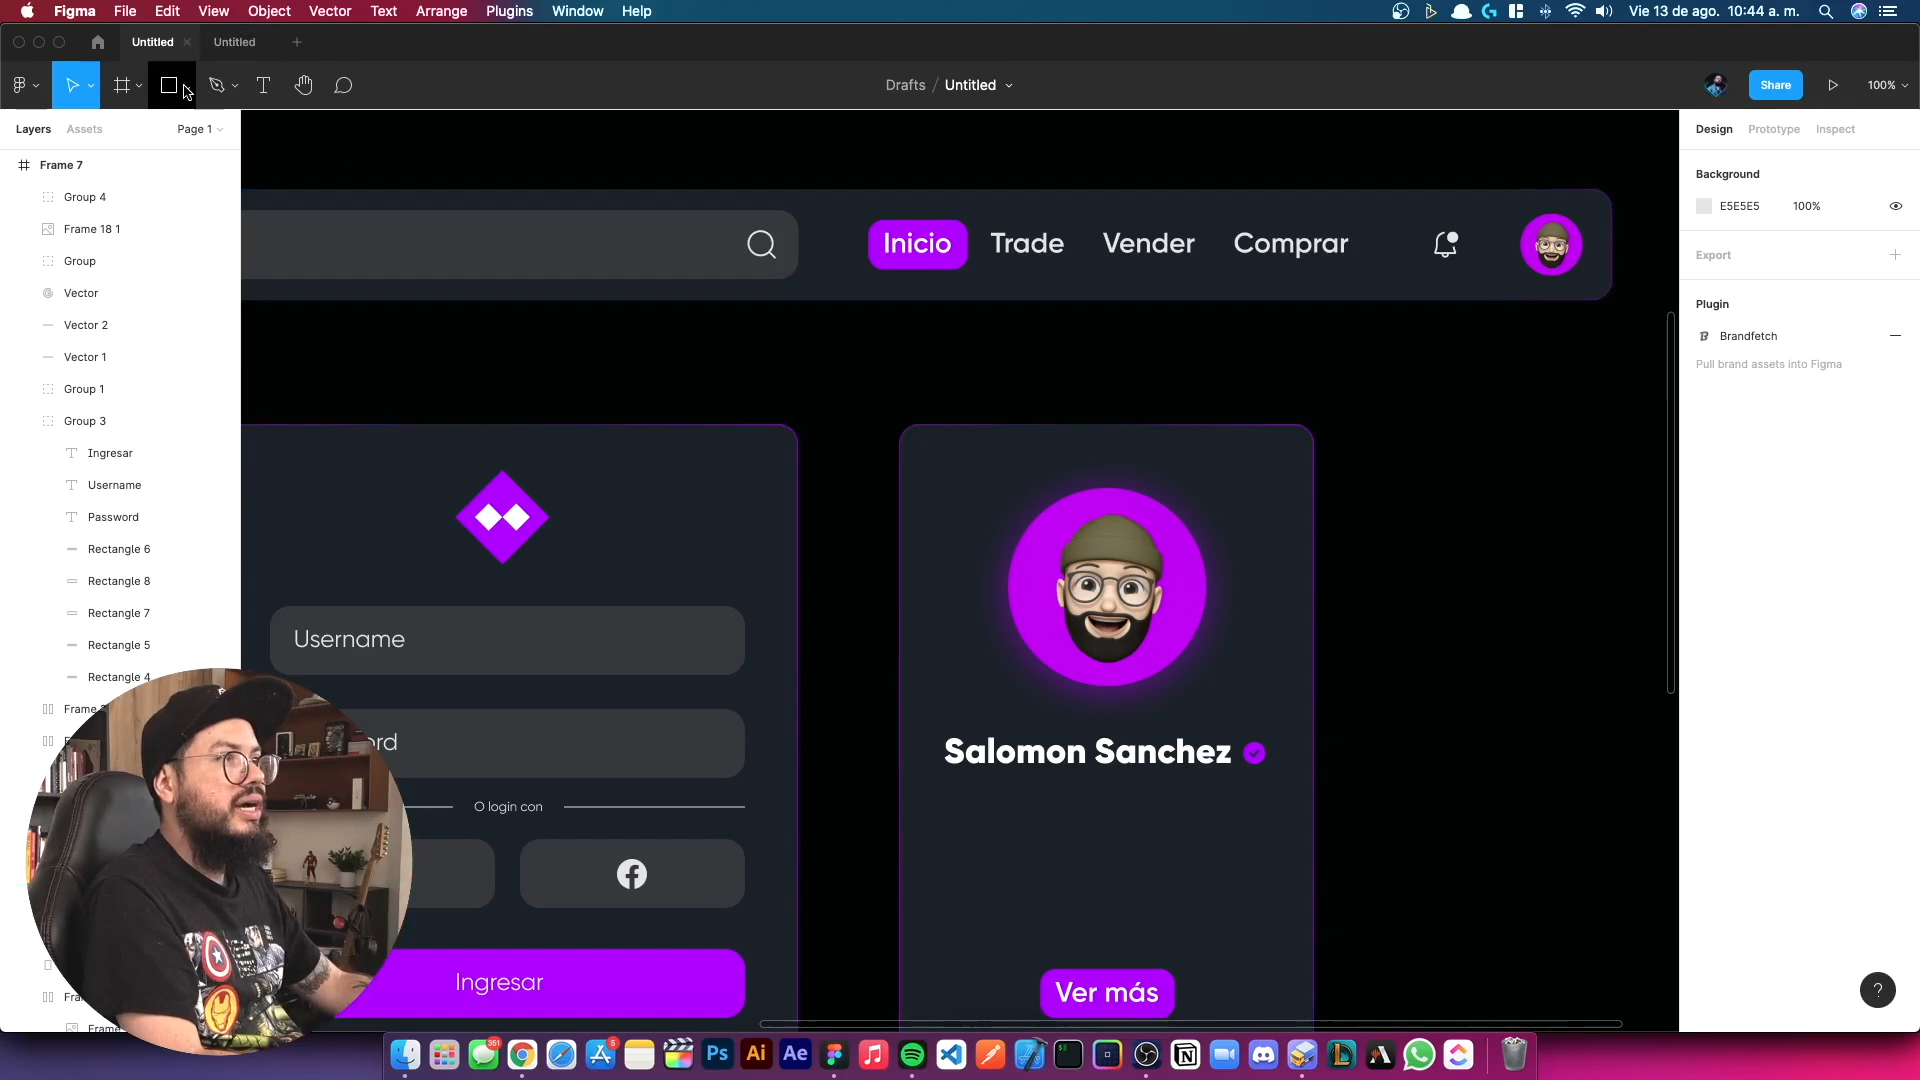 Figma File Edit View Object Vector Text Arrange Plugins Window Help
Vie 13 de ago. 10:44 a. m.
Untitled
Untitled
Drafts / Untitled
Share
100%
Layers Assets Page 1
Design Prototype Inspect
Frame 7
Group 4
Frame 18 1
Group
Vector
Vector 2
Vector 1
Group 1
Group 3
Ingresar
Username
Password
Rectangle 6
Rectangle 8
Rectangle 7
Rectangle 5
Rectangle 4
Frame
Background
E5E5E5 100%
Export
Plugin
Brandfetch
Pull brand assets into Figma
Inicio Trade Vender Comprar
Username
ord
O login con
Ingresar
Salomon Sanchez
Ver más
?
351
5
Ps Ai Ae